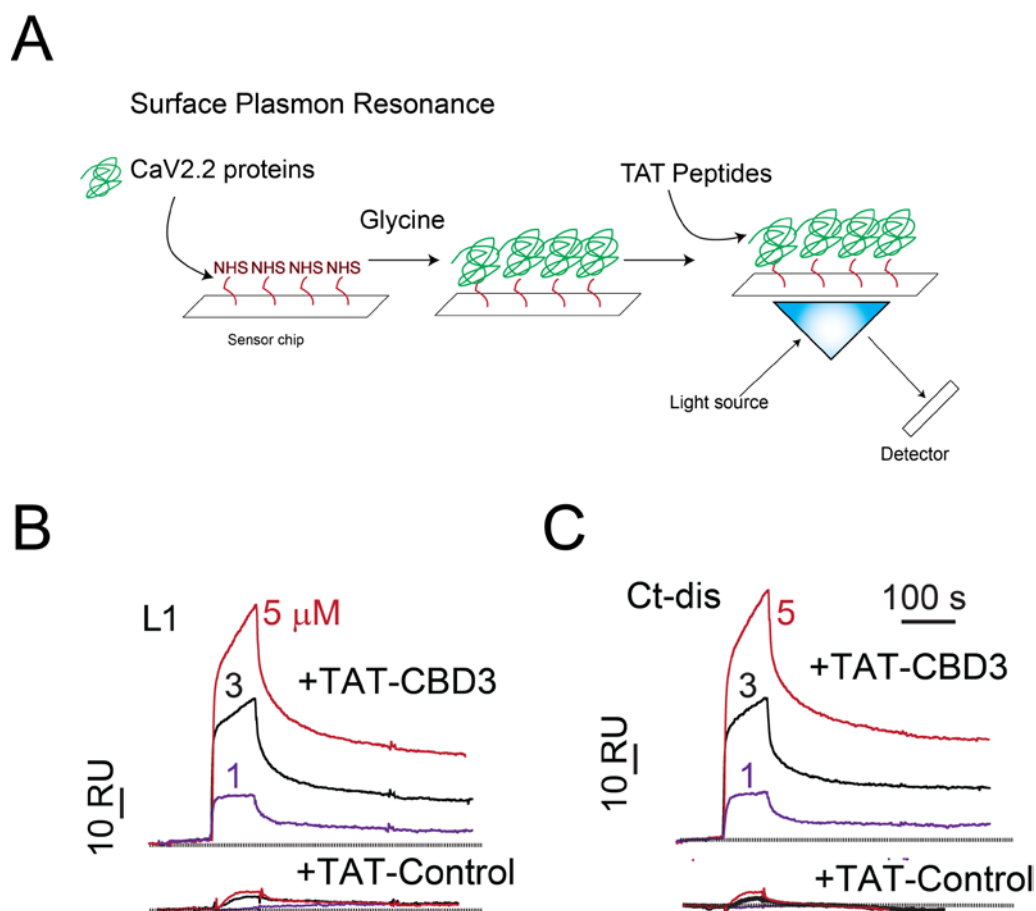 A
Surface Plasmon Resonance
CaV2.2 proteins
TAT Peptides
Glycine
NHS NHS NHS NHS
Sensor chip
Light source
Detector
B
L1
5 μM
+TAT-CBD3
3
1
10 RU
+TAT-Control
C
Ct-dis
100 s
5
+TAT-CBD3
3
1
10 RU
+TAT-Control